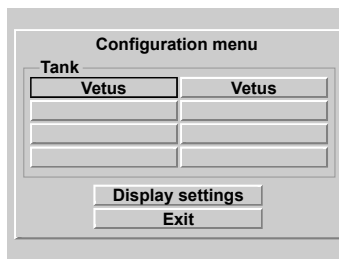 Configuration menu
Tank
Vetus Vetus
Display settings
Exit